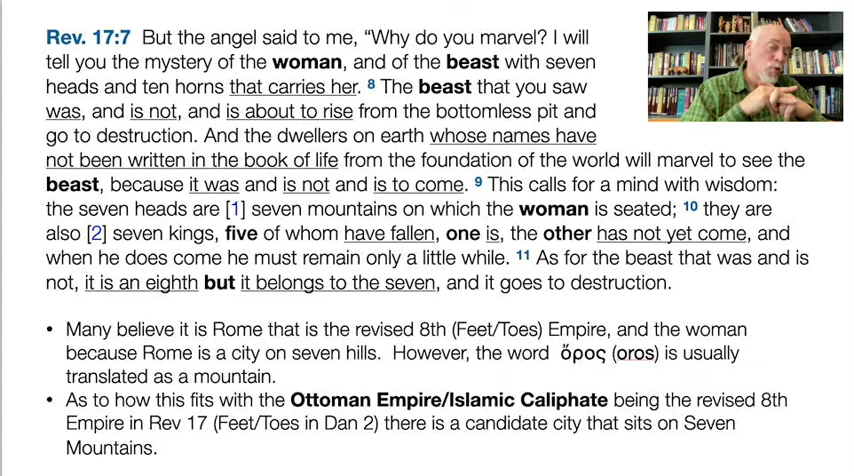 Rev. 17:7 But the angel said to me, “Why do you marvel? I will
tell you the mystery of the woman, and of the beast with seven
heads and ten horns that carries her. 8 The beast that you saw
was, and is not, and is about to rise from the bottomless pit and
go to destruction. And the dwellers on earth whose names have
not been written in the book of life from the foundation of the world will marvel to see the
beast, because it was and is not and is to come. 9 This calls for a mind with wisdom:
the seven heads are [1] seven mountains on which the woman is seated; 10 they are
also [2] seven kings, five of whom have fallen, one is, the other has not yet come, and
when he does come he must remain only a little while. 11 As for the beast that was and is
not, it is an eighth but it belongs to the seven, and it goes to destruction.
• Many believe it is Rome that is the revised 8th (Feet/Toes) Empire, and the woman
because Rome is a city on seven hills. However, the word ὄρος (oros) is usually
translated as a mountain.
• As to how this fits with the Ottoman Empire/Islamic Caliphate being the revised 8th
Empire in Rev 17 (Feet/Toes in Dan 2) there is a candidate city that sits on Seven
Mountains.